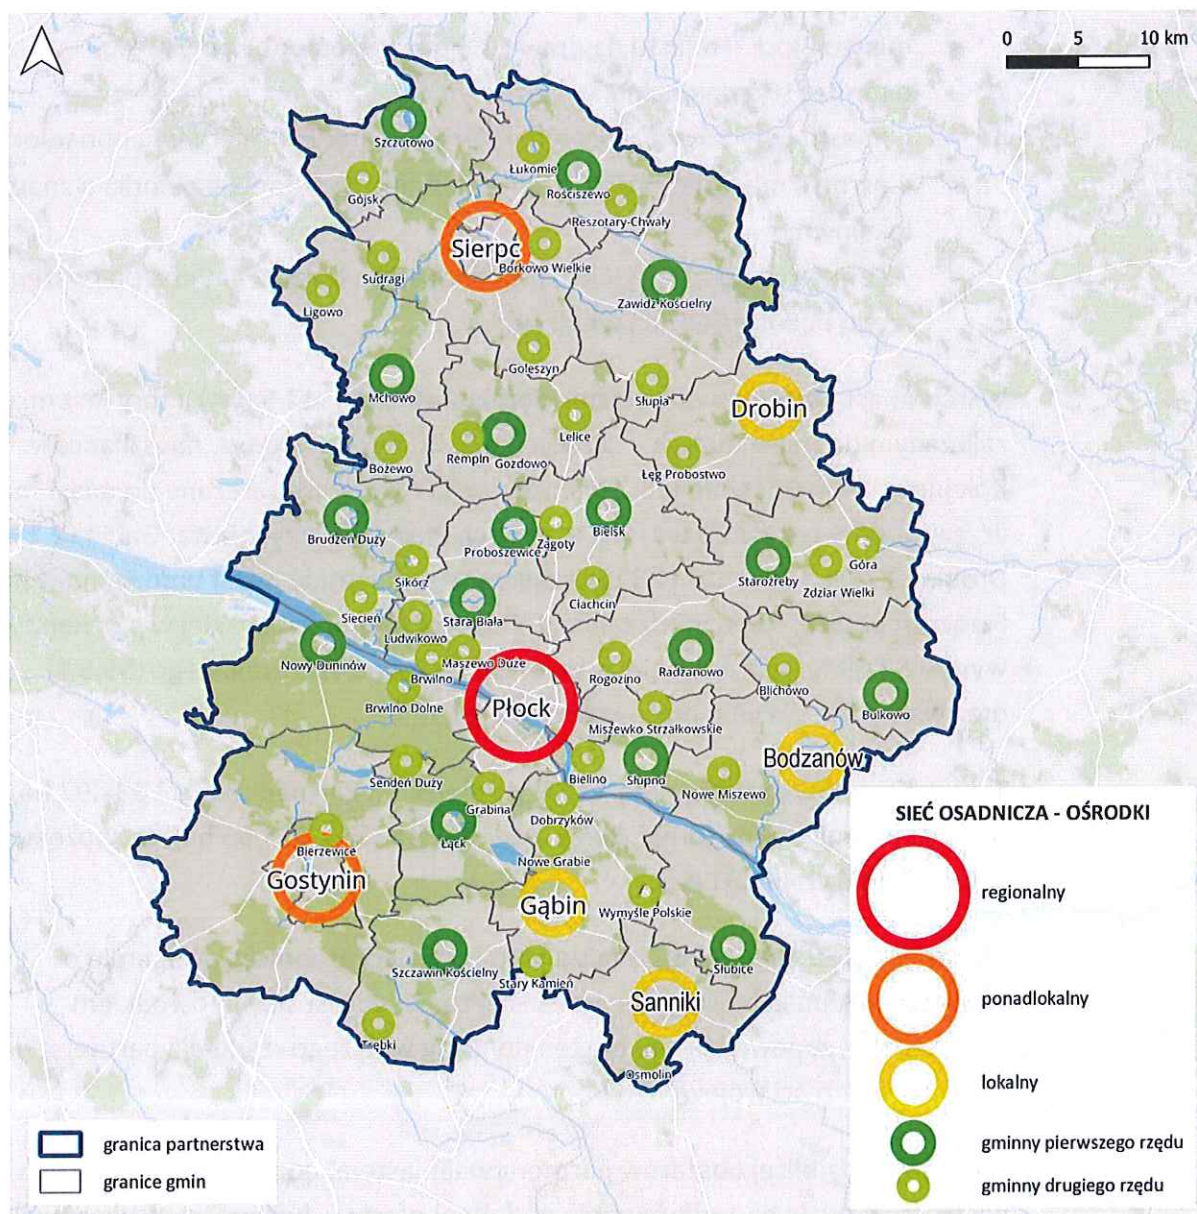 0 5 10 km
Szczutowo
Łukomie
Rościszewo
Gójsk
Reszotary-Chwały
Sierpc
Borkowo Wielkie
Sudragi
Ligowo
Zawidz Kościelny
Goleszyn
Mchowo
Słupia
Drobin
Lelice
Rempin
Gozdowo
Bożewo
Łęg Probostwo
Brudzeń Duży
Bielsk
Proboszewice
Zągoty
Góra
Staroźreby
Zdziar Wielki
Sikórz
Ciachcin
Siecień
Stara Biała
Ludwikowo
Nowy Duninów
Maszewo Duże
Brwilno
Rogozino
Radzanowo
Blichowo
Brwilno Dolne
Płock
Bulkowo
Miszewko Strzałkowskie
Bodzanów
Sendeń Duży
Bielino
Słupno
Nowe Miszewo
Grabina
Dobrzyków
Łąck
Bierzewice
Nowe Grabie
Gostynin
Gąbin
Wymyśle Polskie
Szczawin Kościelny
Stary Kamień
Słubice
Sanniki
Trębki
Osmolin
SIEĆ OSADNICZA - OŚRODKI
regionalny
ponadlokalny
lokalny
gminny pierwszego rzędu
gminny drugiego rzędu
granica partnerstwa
granice gmin